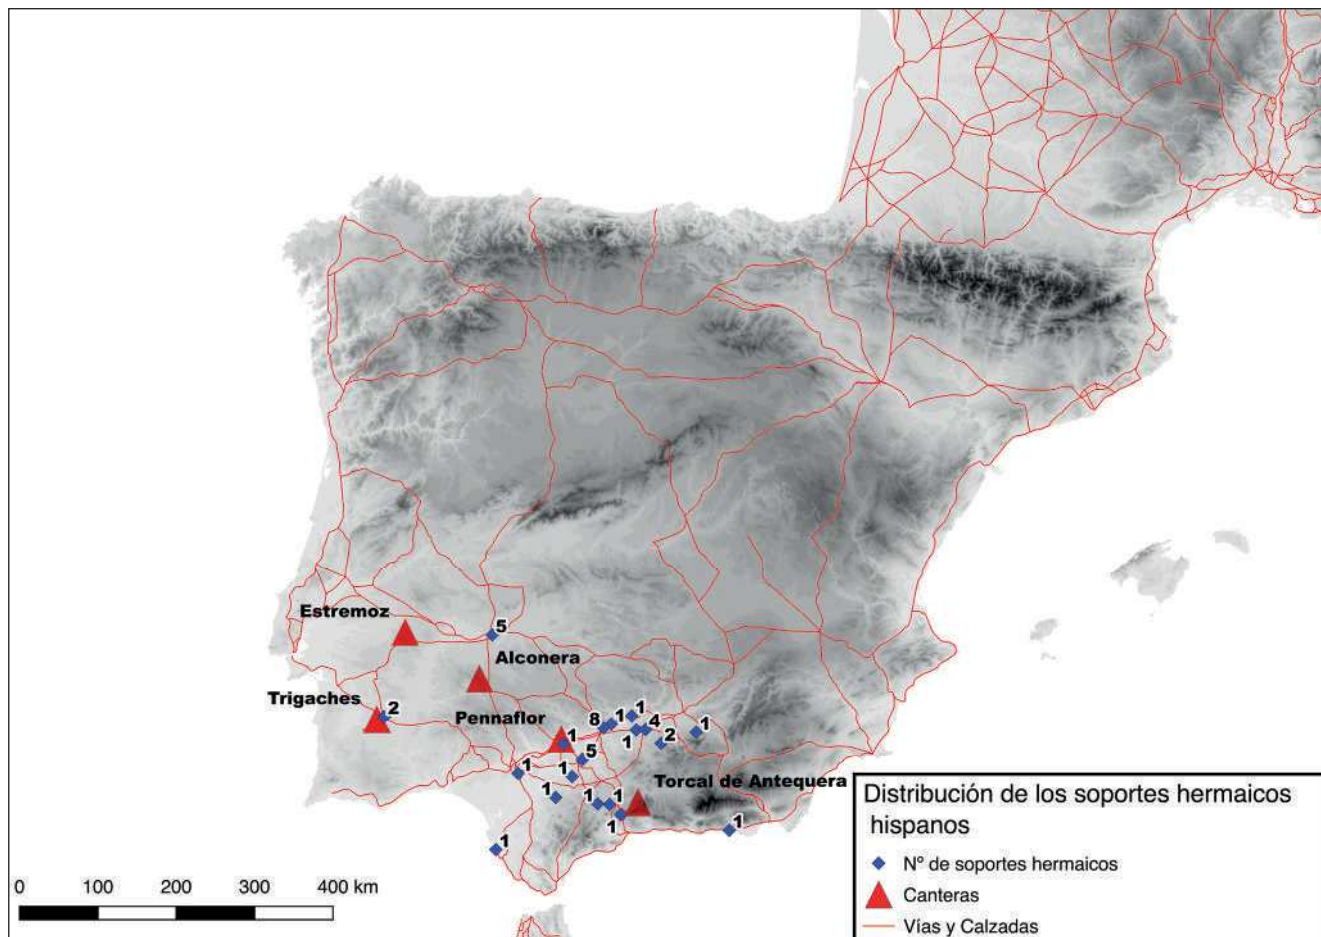 Estremoz
5
Alconera
Trigaches
2
Pennaflor
8
1
1
4
1
1
2
1
5
1
1
1
Torcal de Antequera
1
1
1
1
1
Distribución de los soportes hermaicos
hispanos
Nº de soportes hermaicos
Canteras
Vías y Calzadas
0 100 200 300 400 km